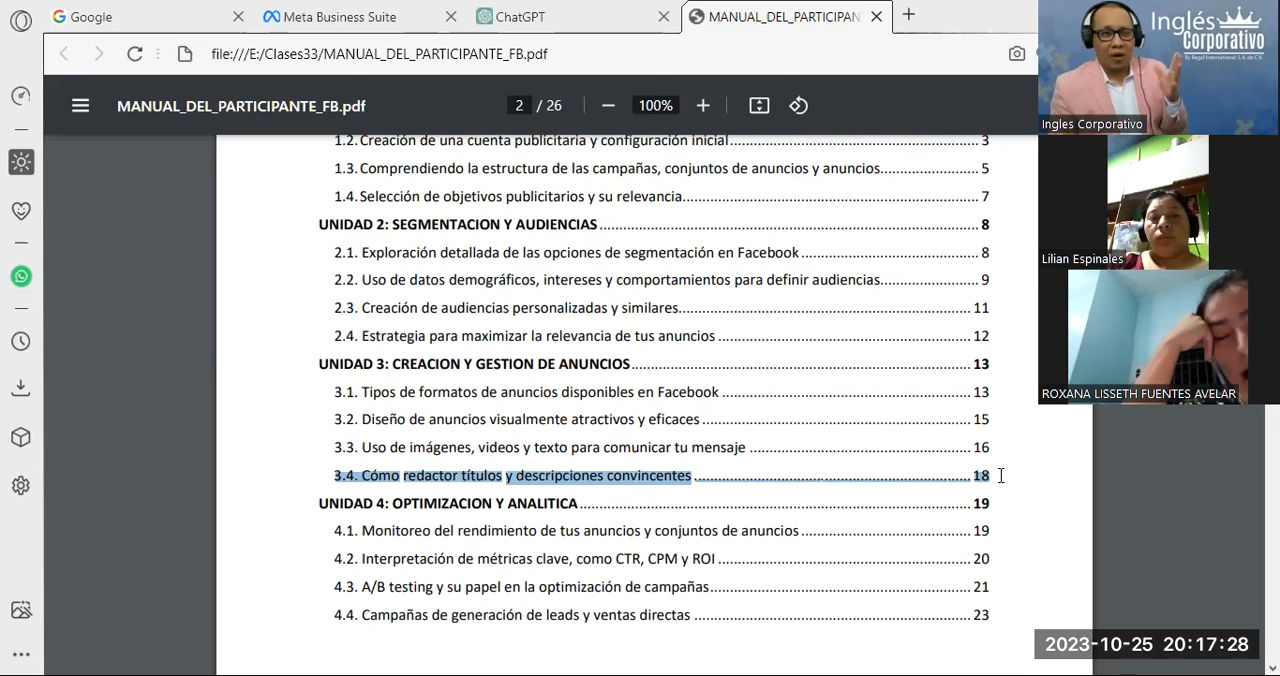 Google
Meta Business Suite
ChatGPT
MANUAL_DEL_PARTICIPAN
file:///E:/Clases33/MANUAL_DEL_PARTICIPANTE_FB.pdf
MANUAL_DEL_PARTICIPANTE_FB.pdf
2 / 26
100%
1.2. Creación de una cuenta publicitaria y configuración inicial 3
1.3. Comprendiendo la estructura de las campañas, conjuntos de anuncios y anuncios 5
1.4. Selección de objetivos publicitarios y su relevancia 7
UNIDAD 2: SEGMENTACION Y AUDIENCIAS 8
2.1. Exploración detallada de las opciones de segmentación en Facebook 8
2.2. Uso de datos demográficos, intereses y comportamientos para definir audiencias 9
2.3. Creación de audiencias personalizadas y similares 11
2.4. Estrategia para maximizar la relevancia de tus anuncios 12
UNIDAD 3: CREACION Y GESTION DE ANUNCIOS 13
3.1. Tipos de formatos de anuncios disponibles en Facebook 13
3.2. Diseño de anuncios visualmente atractivos y eficaces 15
3.3. Uso de imágenes, videos y texto para comunicar tu mensaje 16
3.4. Cómo redactor títulos y descripciones convincentes 18
UNIDAD 4: OPTIMIZACION Y ANALITICA 19
4.1. Monitoreo del rendimiento de tus anuncios y conjuntos de anuncios 19
4.2. Interpretación de métricas clave, como CTR, CPM y ROI 20
4.3. A/B testing y su papel en la optimización de campañas 21
4.4. Campañas de generación de leads y ventas directas 23
Inglés
Corporativo
By Regal International, S.A. de C.V.
Ingles Corporativo
Lilian Espinales
ROXANA LISSETH FUENTES AVELAR
2023-10-25 20:17:28